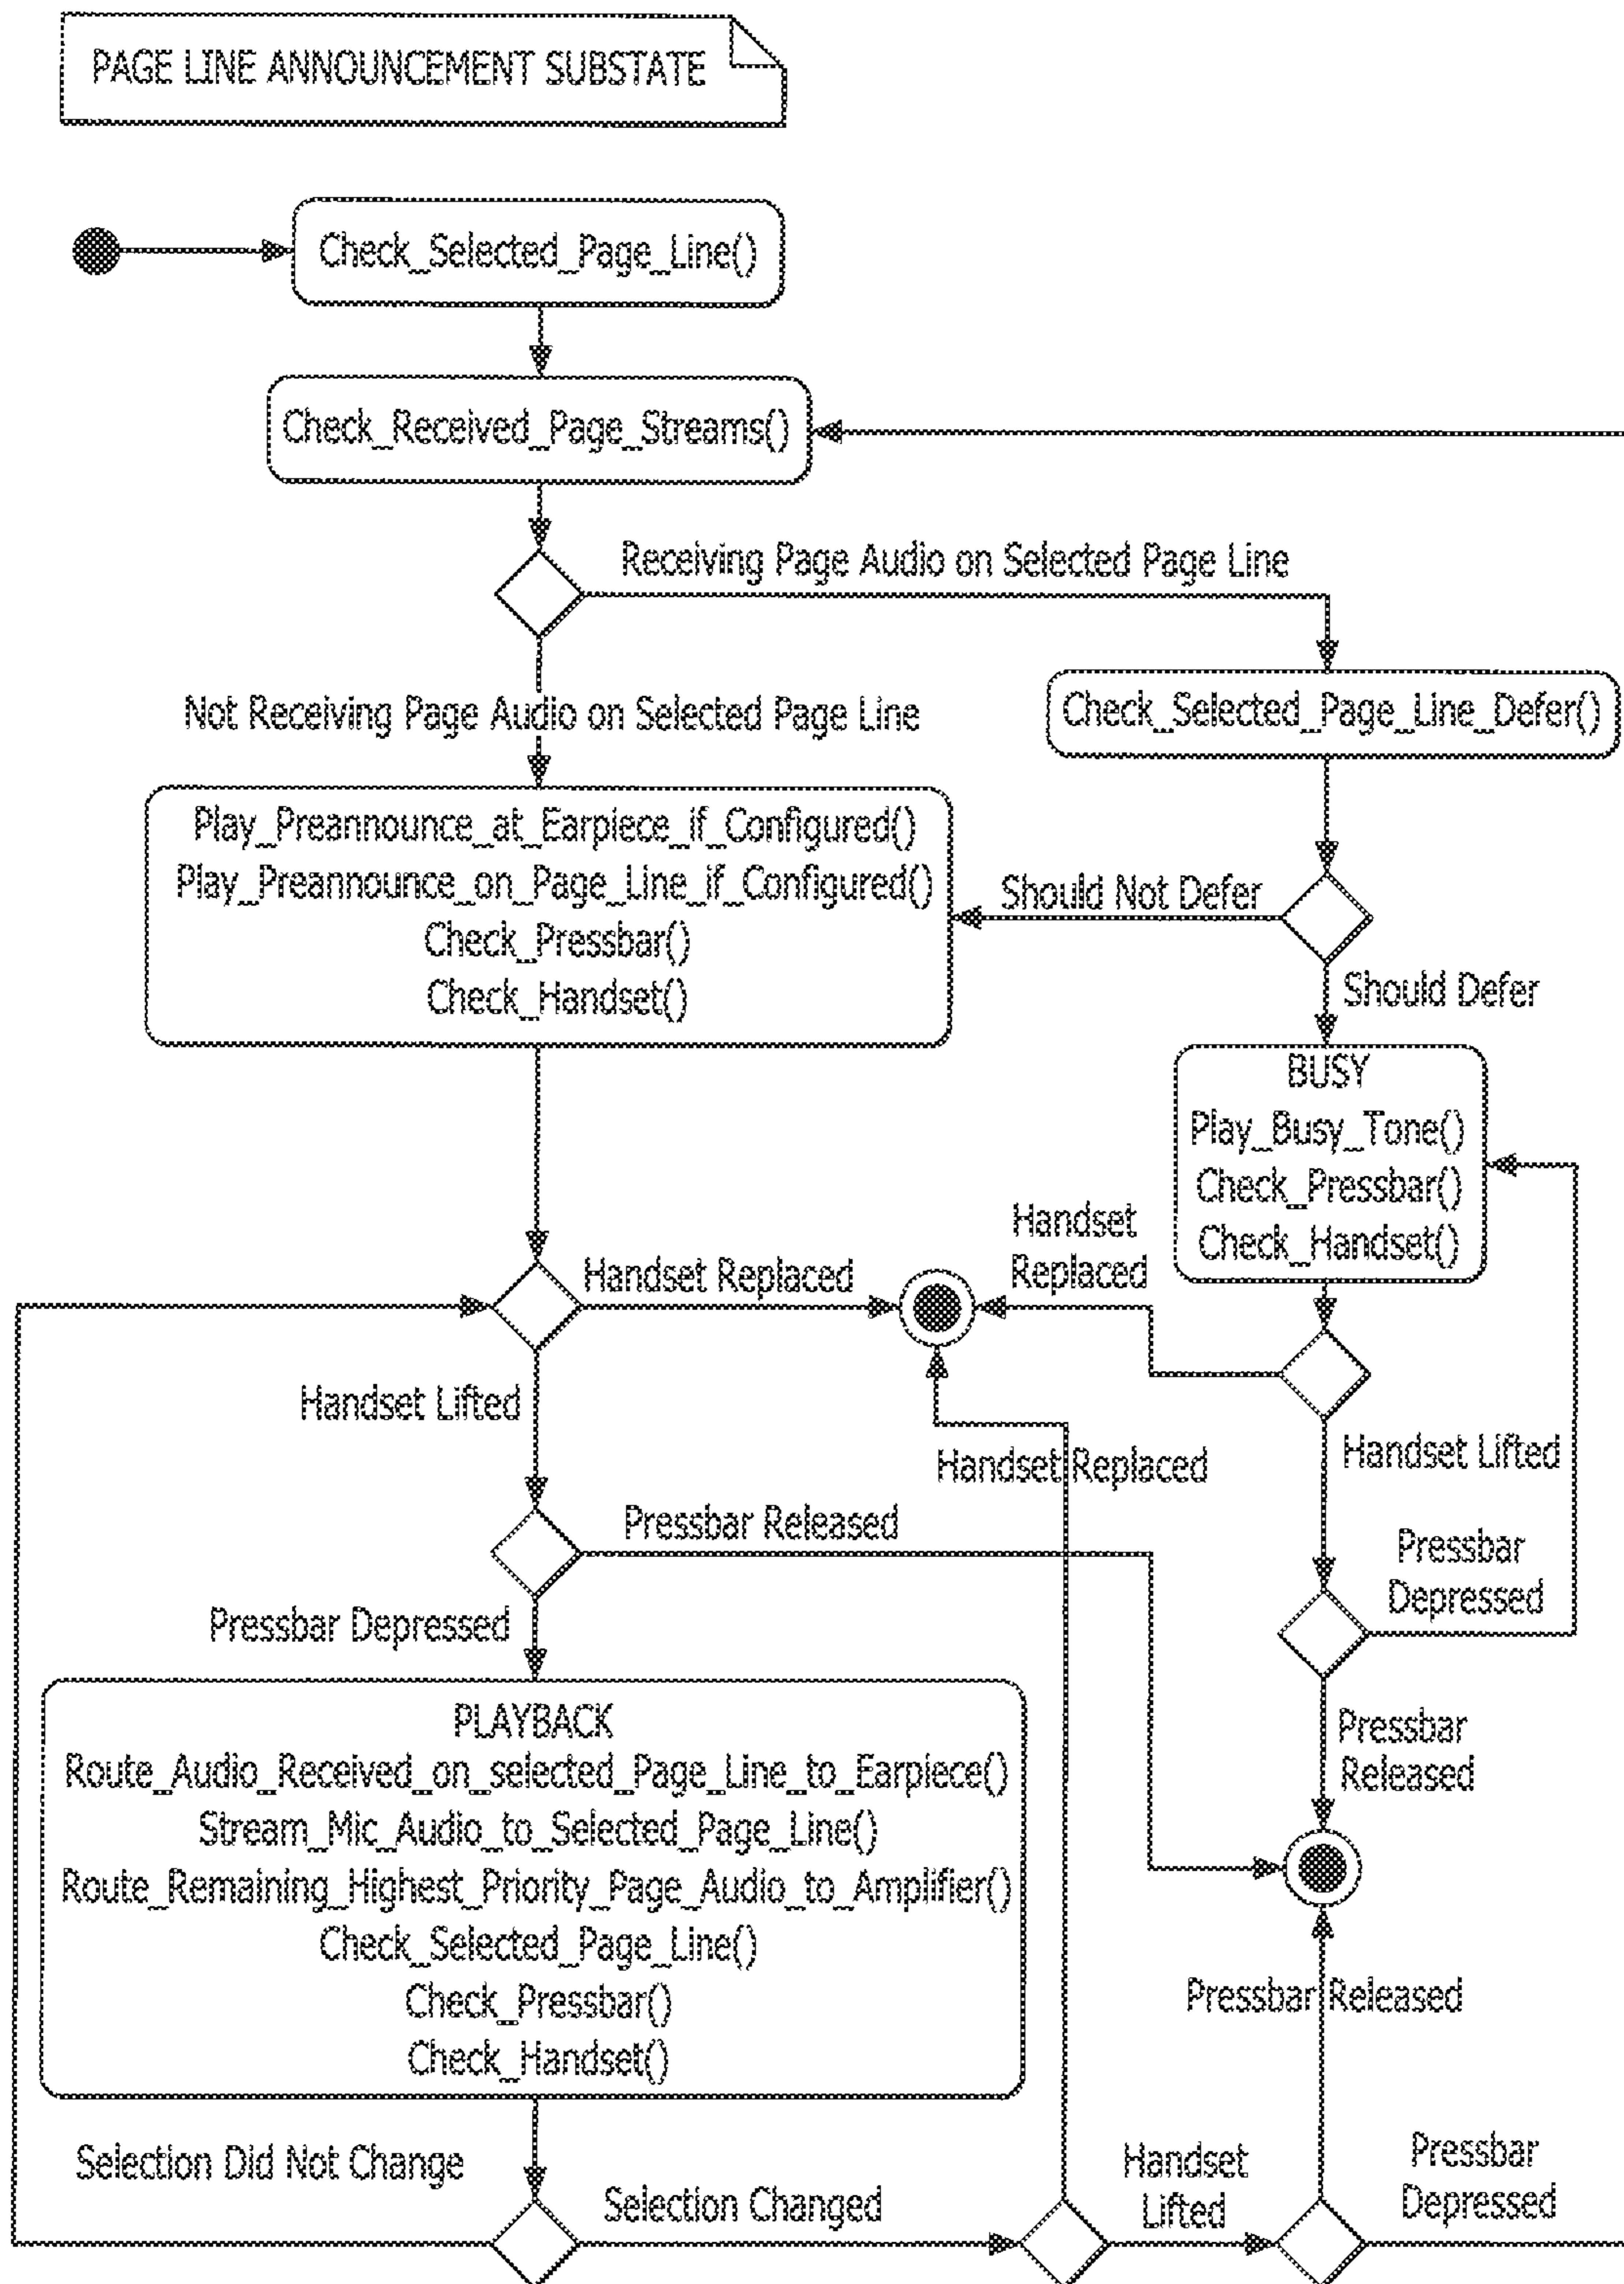 PAGE LINE ANNOUNCEMENT SUBSTATE
Check_Selected_Page_Line()
Check_Received_Page_Streams()
Receiving Page Audio on Selected Page Line
Not Receiving Page Audio on Selected Page Line
Check_Selected_Page_Line_Defer()
Play_Preannounce_at_Earpiece_if_Configured()
Play_Preannounce_on_Page_Line_if_Configured()
Check_Pressbar()
Check_Handset()
Should Not Defer
Should Defer
BUSY
Play_Busy_Tone()
Check_Pressbar()
Check_Handset()
Handset Replaced
Handset
Replaced
Handset Lifted
Handset Replaced
Handset Lifted
Pressbar Released
Pressbar
Depressed
Pressbar Depressed
Pressbar
Released
PLAYBACK
Route_Audio_Received_on_selected_Page_Line_to_Earpiece()
Stream_Mic_Audio_to_Selected_Page_Line()
Route_Remaining_Highest_Priority_Page_Audio_to_Amplifier()
Check_Selected_Page_Line()
Check_Pressbar()
Check_Handset()
Pressbar Released
Selection Did Not Change
Selection Changed
Handset
Lifted
Pressbar
Depressed